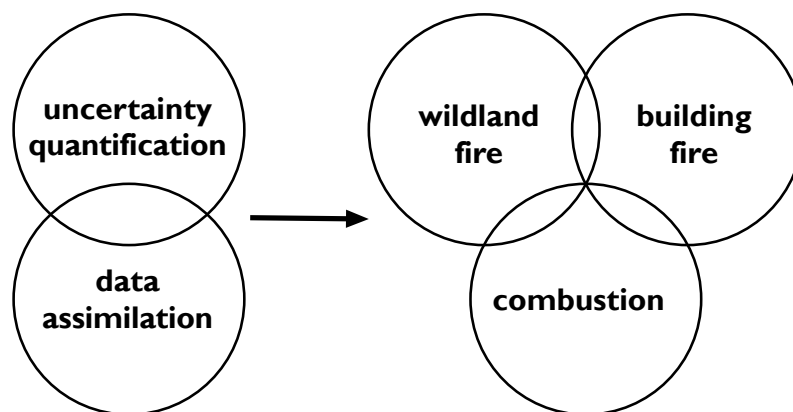 uncertainty
quantification
data
assimilation
wildland
fire
building
fire
combustion